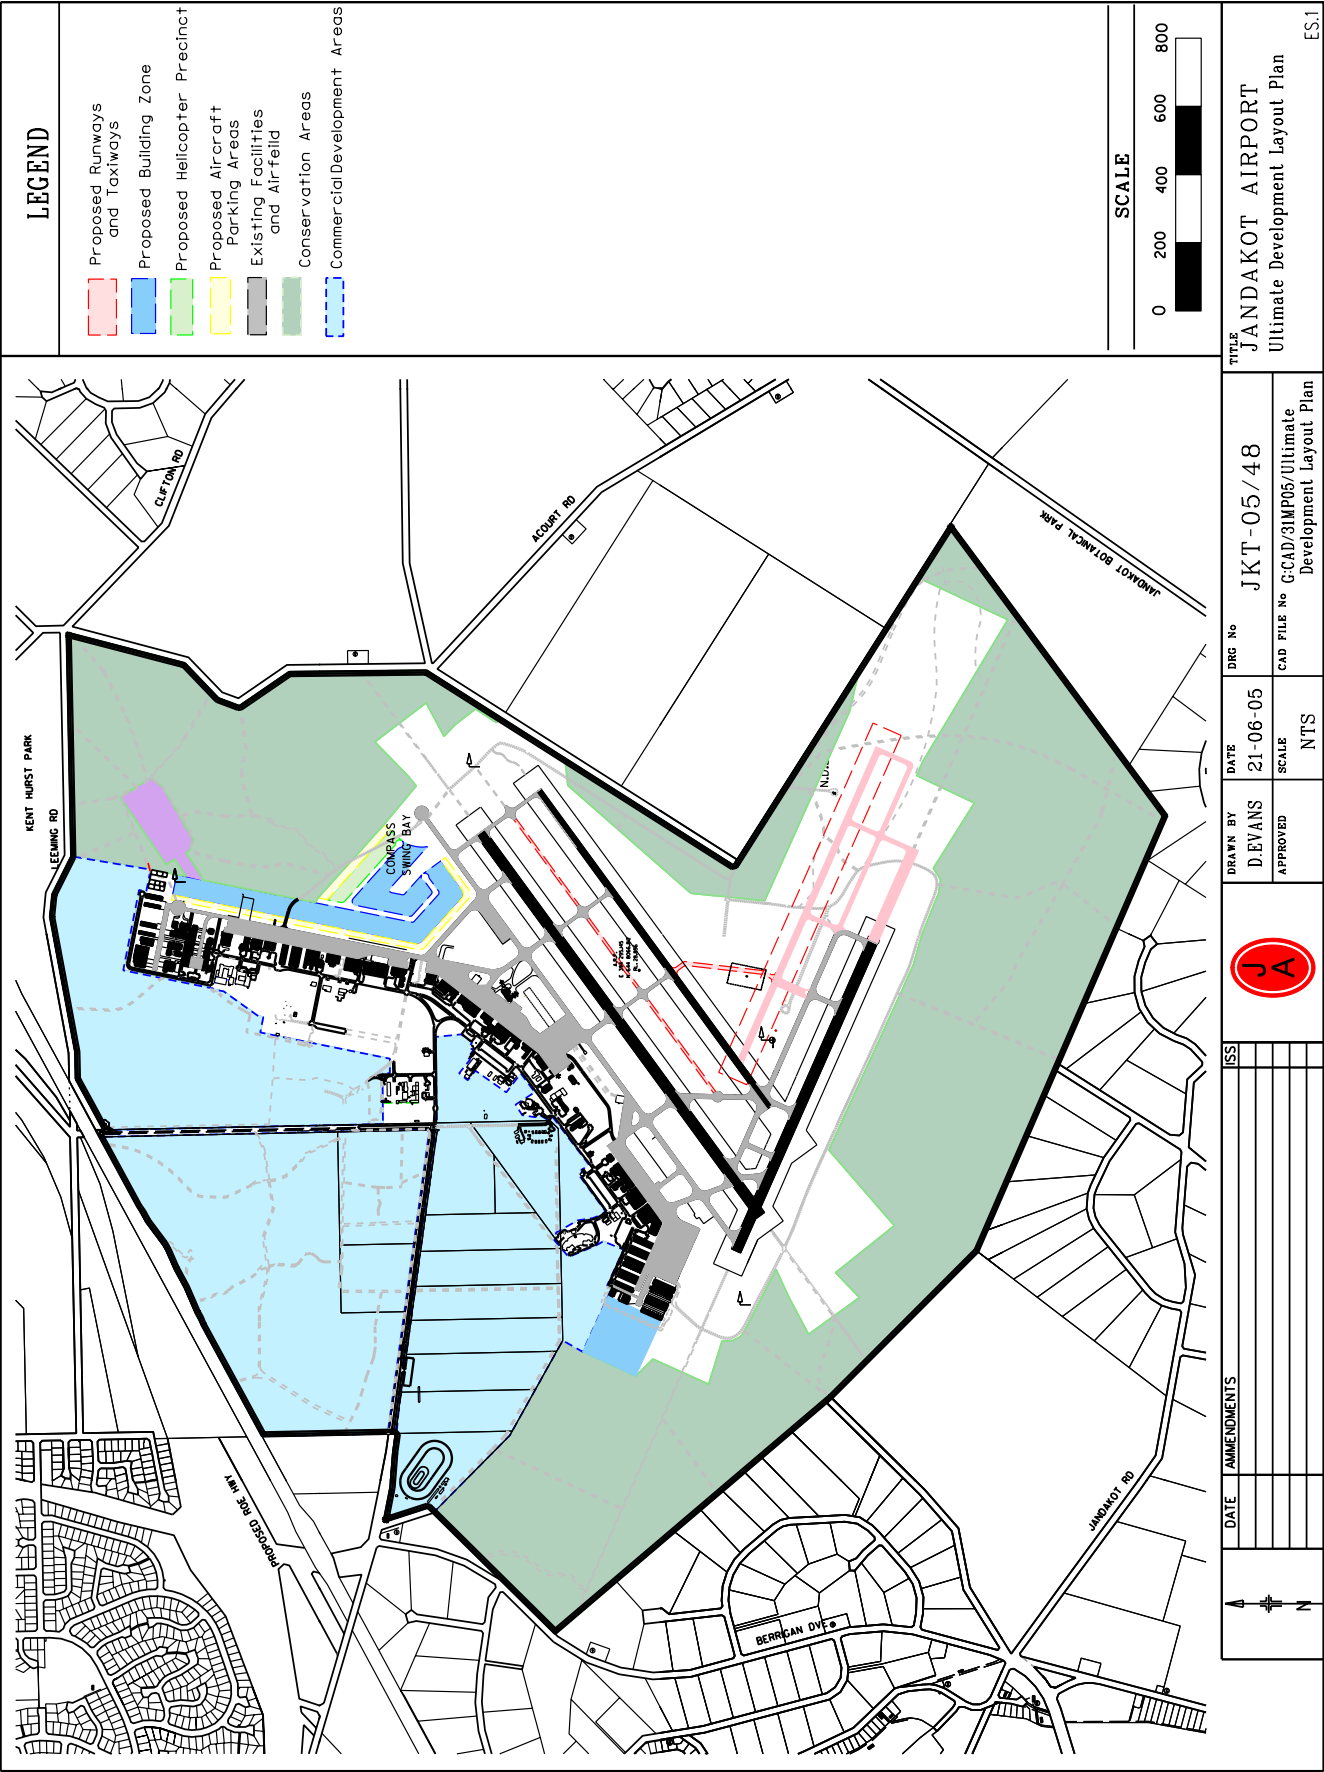 LEGEND
Proposed Runways
and Taxiways
Proposed Building Zone
Proposed Helicopter Precinct
Proposed Aircraft
Parking Areas
Existing Facilities
and Airfeild
Conservation Areas
Commercial Development Areas
SCALE
0 200 400 600 800
KENT HURST PARK
LEEMING RD
CLIFTON RD
ACOURT RD
JANDAKOT BOTANICAL PARK
COMPASS
SWING BAY
N.D.B.
PROPOSED ROE HWY
BERRIGAN DVE
JANDAKOT RD
N
DATE
AMMENDMENTS
ISS
JA
DRAWN BY
D.EVANS
APPROVED
DATE
21-06-05
SCALE
NTS
DRG No
JKT-05/48
CAD FILE No G:CAD/31MP05/Ultimate
Development Layout Plan
TITLE
JANDAKOT AIRPORT
Ultimate Development Layout Plan
ES.1